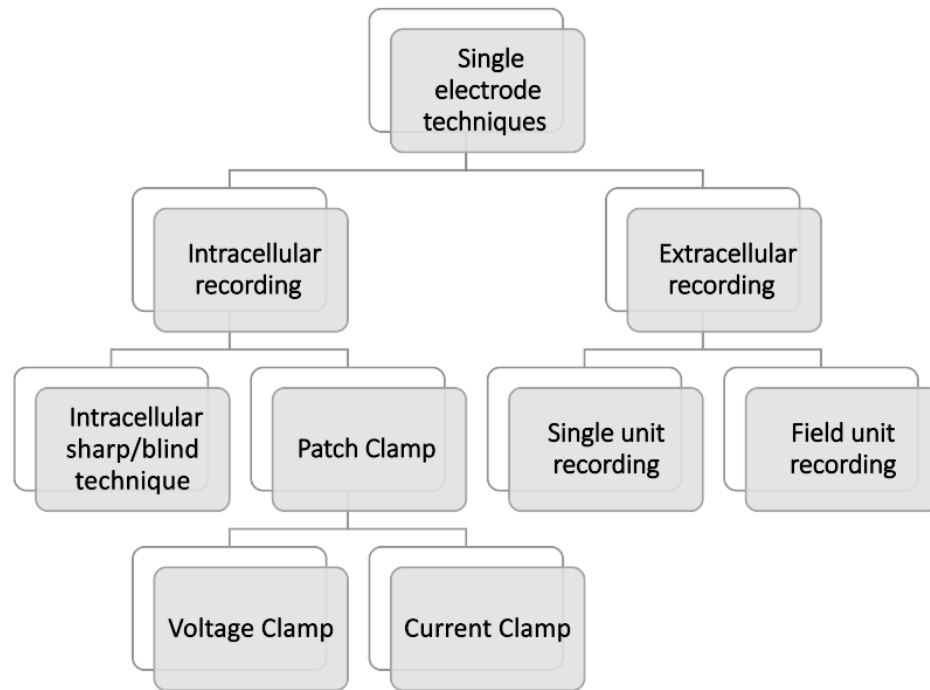 Single
electrode
techniques
Intracellular
recording
Extracellular
recording
Intracellular
sharp/blind
technique
Patch Clamp
Single unit
recording
Field unit
recording
Voltage Clamp
Current Clamp